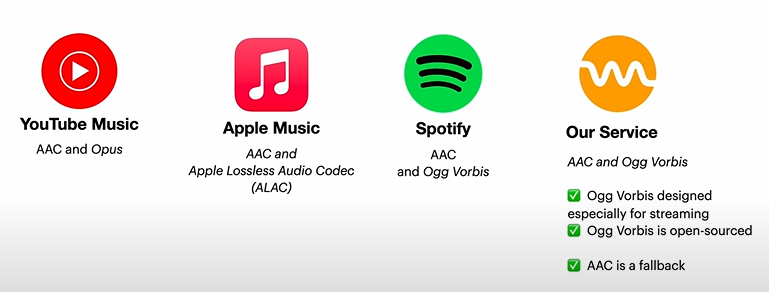 YouTube Music
AAC and Opus
Apple Music
AAC and
Apple Lossless Audio Codec
(ALAC)
Spotify
AAC
and Ogg Vorbis
Our Service
AAC and Ogg Vorbis
✅ Ogg Vorbis designed
especially for streaming
✅ Ogg Vorbis is open-sourced
✅ AAC is a fallback